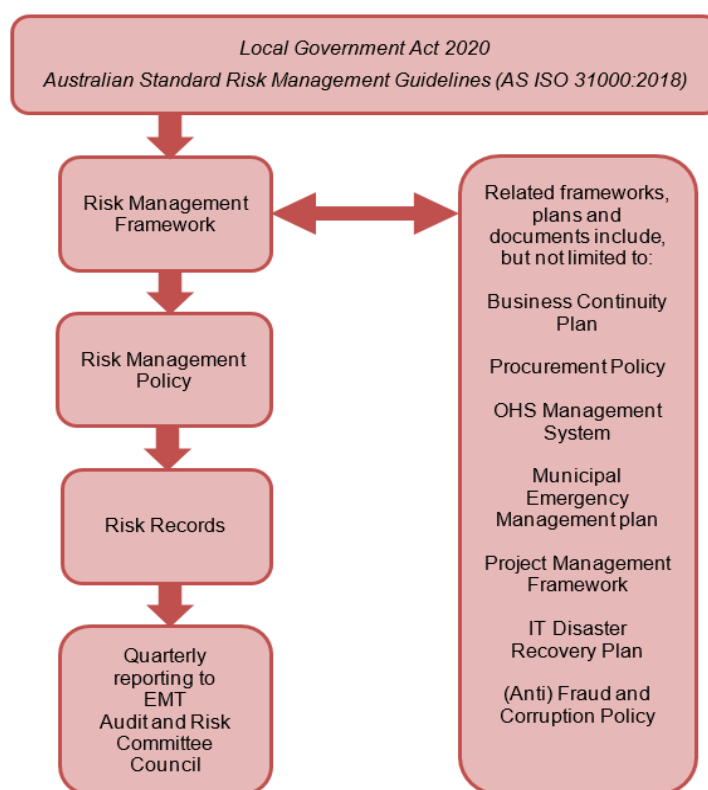 Local Government Act 2020
Australian Standard Risk Management Guidelines (AS ISO 31000:2018)
Risk Management
Framework
Risk Management
Policy
Risk Records
Quarterly
reporting to
EMT
Audit and Risk
Committee
Council
Related frameworks,
plans and
documents include,
but not limited to:
Business Continuity
Plan
Procurement Policy
OHS Management
System
Municipal
Emergency
Management plan
Project Management
Framework
IT Disaster
Recovery Plan
(Anti) Fraud and
Corruption Policy